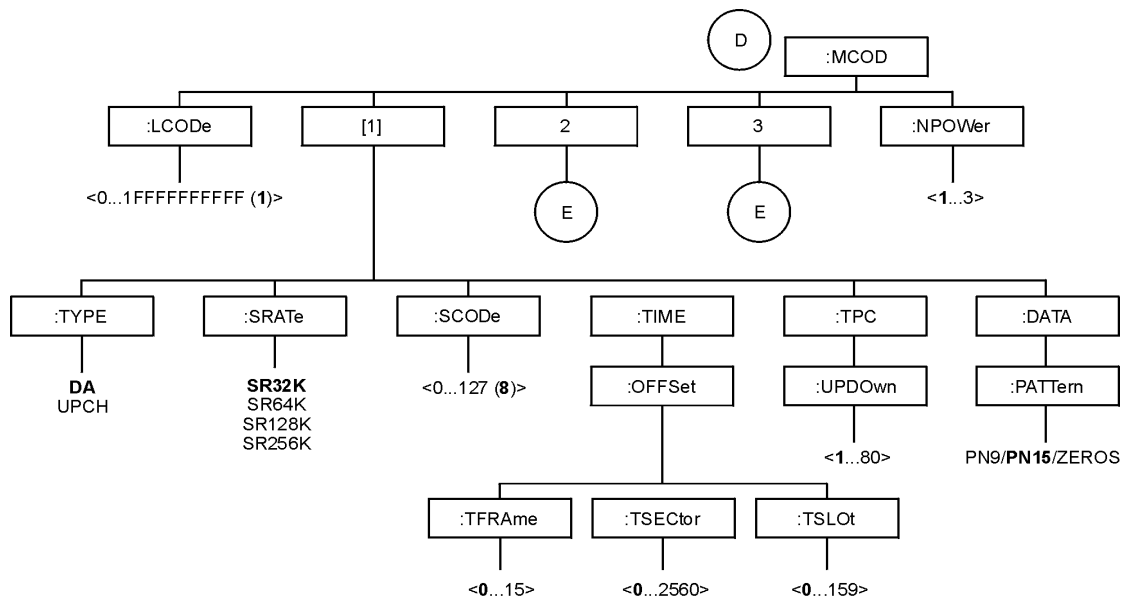 D
:MCOD
:LCODe
[1]
2
3
:NPOWer
<0...1FFFFFFFFFF (1)>
E
E
<1...3>
:TYPE
:SRATe
:SCODe
:TIME
:TPC
:DATA
DA
UPCH
SR32K
SR64K
SR128K
SR256K
<0...127 (8)>
:OFFSet
:UPDOwn
:PATTern
<1...80>
PN9/PN15/ZEROS
:TFRAme
:TSECtor
:TSLOt
<0...15>
<0...2560>
<0...159>